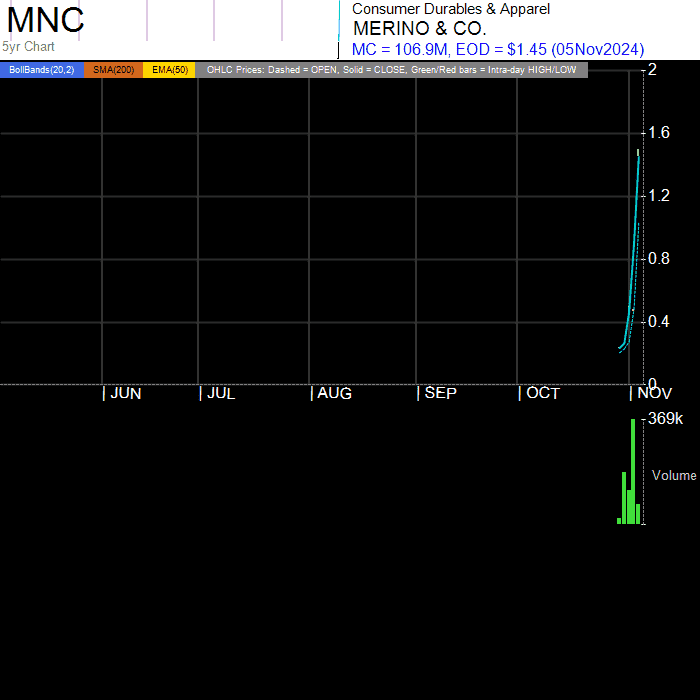 MNC
5yr Chart
Consumer Durables & Apparel
MERINO & CO.
MC = 106.9M, EOD = $1.45 (05Nov2024)
BollBands(20,2) SMA(200) EMA(50) OHLC Prices: Dashed = OPEN, Solid = CLOSE, Green/Red bars = Intra-day HIGH/LOW
2
1.6
1.2
0.8
0.4
0
| JUN | JUL | AUG | SEP | OCT | NOV
369k
Volume